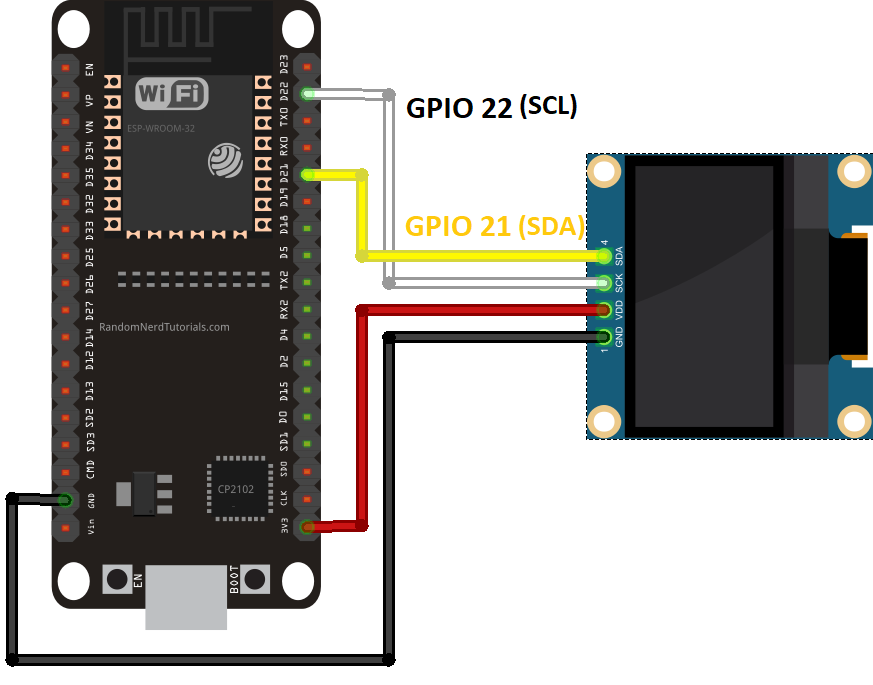 EN
VP
VN
D34
D35
D32
D33
D25
D26
D27
D14
D12
D13
SD2
SD3
CMD
GND
Vin
Wi Fi
ESP-WROOM-32
RandomNerdTutorials.com
CP2102
EN
BOOT
D23
D22
TX0
RX0
D21
D19
D18
D5
TX2
RX2
D4
D2
D15
D0
SD1
SD0
CLK
3V3
GPIO 22 (SCL)
GPIO 21 (SDA)
4
SDA
SCK
VDD
GND
1